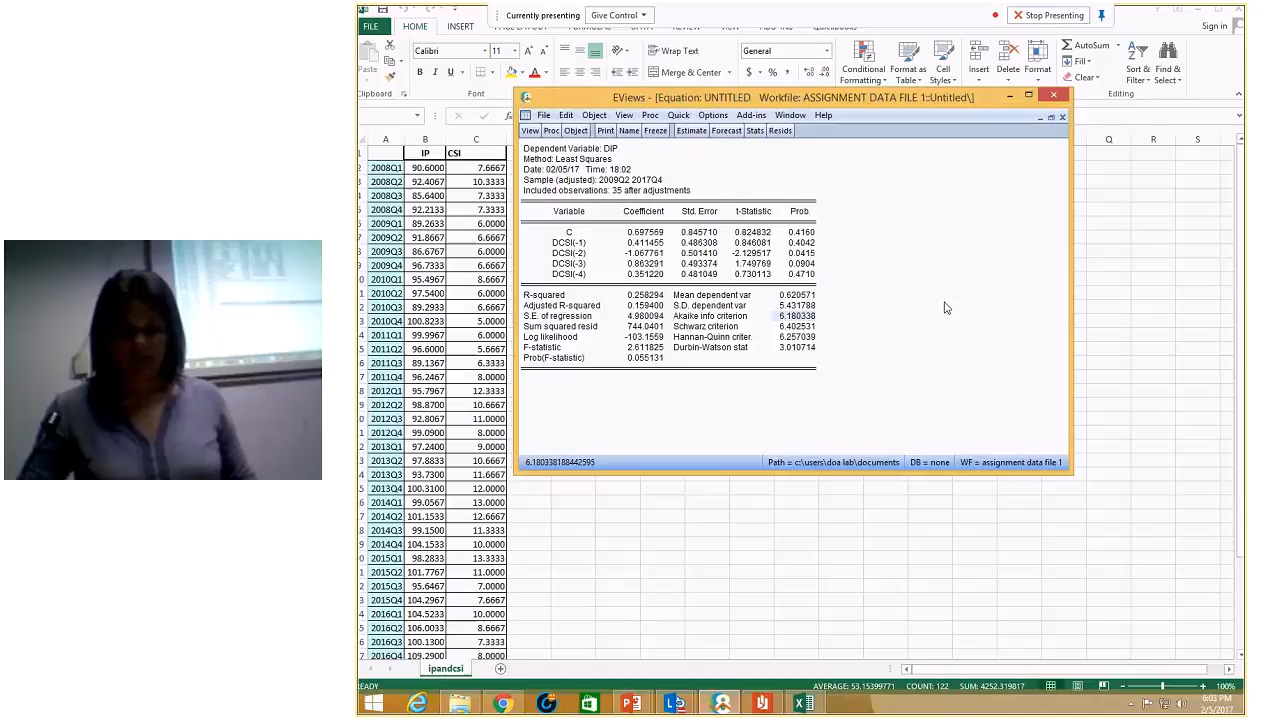 Currently presenting
Give Control
Stop Presenting
Sign in
FILE
HOME
INSERT
Calibri
11
Wrap Text
General
AutoSum
Fill
Clear
Paste
B I U
Merge & Center
$ % ,
Conditional Formatting
Format as Table
Cell Styles
Insert
Delete
Format
Sort & Filter
Find & Select
Clipboard
Font
Editing
A B C
Q R S
IP CSI
2008Q1 90.6000 7.6667
2008Q2 92.4067 10.3333
2008Q3 85.6400 7.3333
2008Q4 92.2133 7.3333
2009Q1 89.2633 6.0000
2009Q2 91.8667 6.6667
2009Q3 86.6767 6.0000
2009Q4 96.7333 6.6667
2010Q1 95.4967 8.6667
2010Q2 97.5400 6.0000
2010Q3 89.2933 6.6667
2010Q4 100.8233 5.0000
2011Q1 99.9967 6.0000
2011Q2 96.6000 5.6667
2011Q3 89.1367 6.3333
2011Q4 96.2467 8.0000
2012Q1 95.7967 12.3333
2012Q2 98.8700 10.6667
2012Q3 92.8067 11.0000
2012Q4 99.0900 8.0000
2013Q1 97.2400 9.0000
2013Q2 97.8833 10.6667
2013Q3 93.7300 11.6667
2013Q4 100.3100 12.0000
2014Q1 99.0567 13.0000
2014Q2 101.1533 12.6667
2014Q3 99.1500 11.3333
2014Q4 104.1533 10.0000
2015Q1 98.2833 13.3333
2015Q2 101.7767 11.0000
2015Q3 95.6467 7.0000
2015Q4 104.2967 7.6667
2016Q1 104.5233 10.0000
2016Q2 106.0033 8.6667
2016Q3 100.1300 7.3333
2016Q4 109.2900 8.0000
EViews - [Equation: UNTITLED Workfile: ASSIGNMENT DATA FILE 1::Untitled\]
File Edit Object View Proc Quick Options Add-ins Window Help
View Proc Object Print Name Freeze Estimate Forecast Stats Resids
Dependent Variable: DIP
Method: Least Squares
Date: 02/05/17 Time: 18:02
Sample (adjusted): 2009Q2 2017Q4
Included observations: 35 after adjustments
Variable Coefficient Std. Error t-Statistic Prob.
C 0.697569 0.845710 0.824832 0.4160
DCSI(-1) 0.411455 0.486308 0.846081 0.4042
DCSI(-2) -1.067761 0.501410 -2.129517 0.0415
DCSI(-3) 0.863291 0.493374 1.749769 0.0904
DCSI(-4) 0.351220 0.481049 0.730113 0.4710
R-squared 0.258294 Mean dependent var 0.620571
Adjusted R-squared 0.159400 S.D. dependent var 5.431788
S.E. of regression 4.980094 Akaike info criterion 6.180338
Sum squared resid 744.0401 Schwarz criterion 6.402531
Log likelihood -103.1559 Hannan-Quinn criter. 6.257039
F-statistic 2.611825 Durbin-Watson stat 3.010714
Prob(F-statistic) 0.055131
6.180338188442595 Path = c:\users\doa lab\documents DB = none WF = assignment data file 1
ipandcsi
EADY AVERAGE: 53.15399771 COUNT: 122 SUM: 4252.319817 100%
6:03 PM
2/5/2017